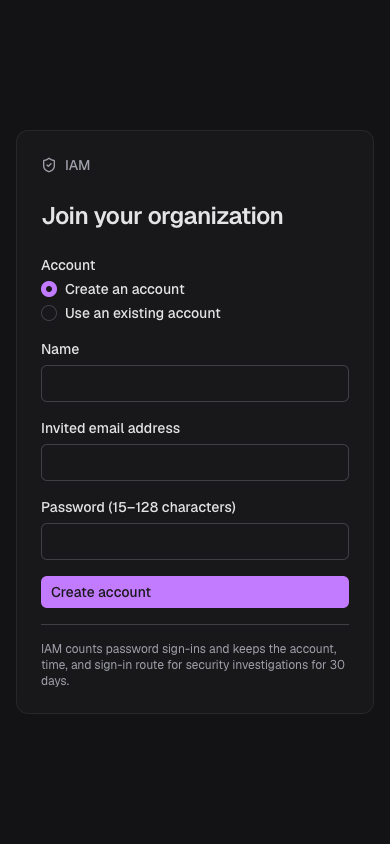 IAM
Join your organization
Account
Create an account
Use an existing account
Name
Invited email address
Password (15–128 characters)
Create account
IAM counts password sign-ins and keeps the account,
time, and sign-in route for security investigations for 30
days.